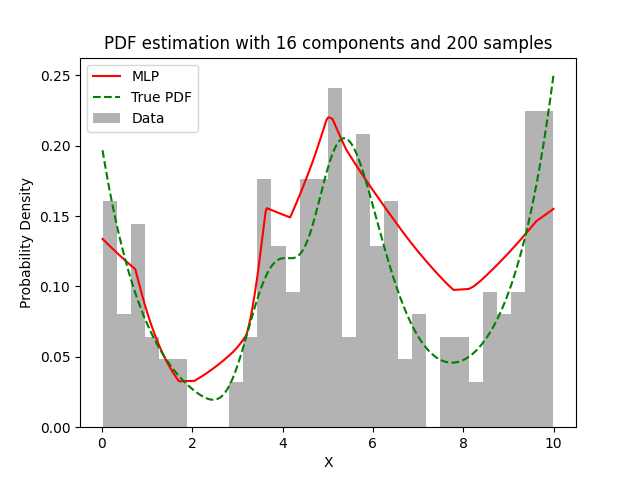 PDF estimation with 16 components and 200 samples
MLP
True PDF
Data
Probability Density
0.25
0.20
0.15
0.10
0.05
0.00
0 2 4 6 8 10
X